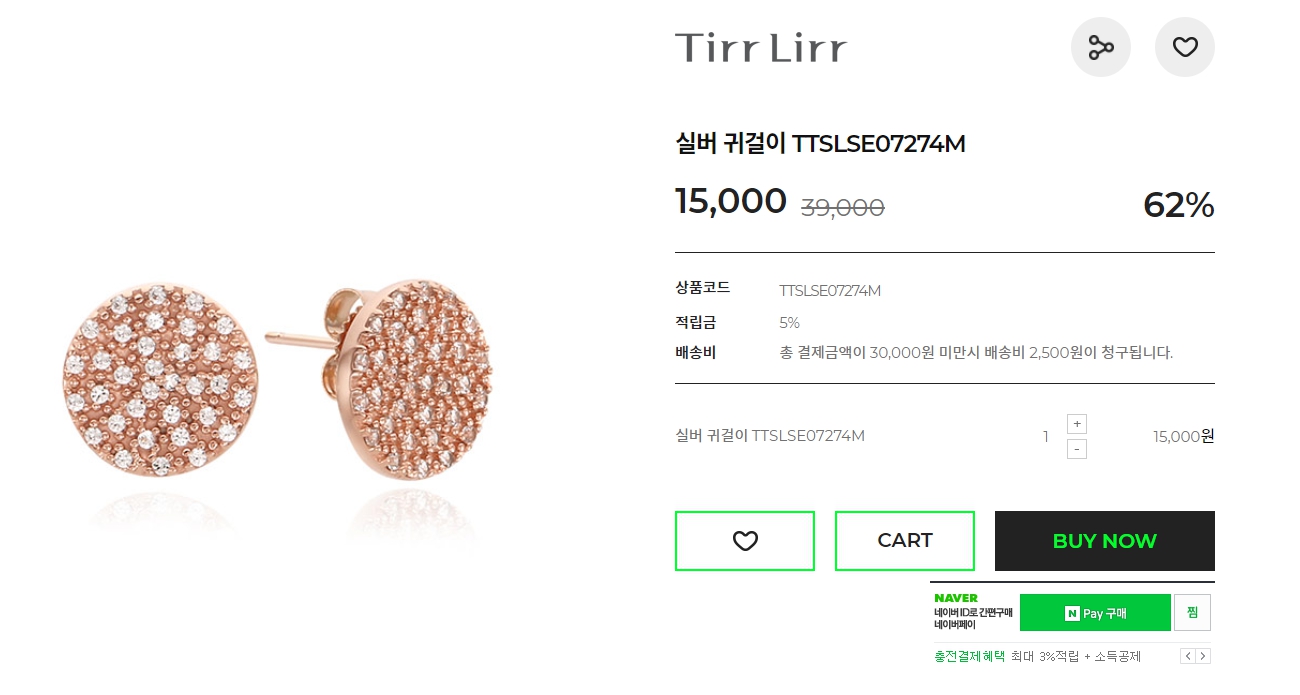 Tirr Lirr
실버 귀걸이 TTSLSE07274M
15,000 39,000 62%
상품코드 TTSLSE07274M
적립금 5%
배송비 총 결제금액이 30,000원 미만시 배송비 2,500원이 청구됩니다.
실버 귀걸이 TTSLSE07274M 1 + - 15,000원
CART
BUY NOW
NAVER
네이버ID로 간편구매
네이버페이
N Pay 구매
찜
충전결제혜택 최대 3%적립 + 소득공제